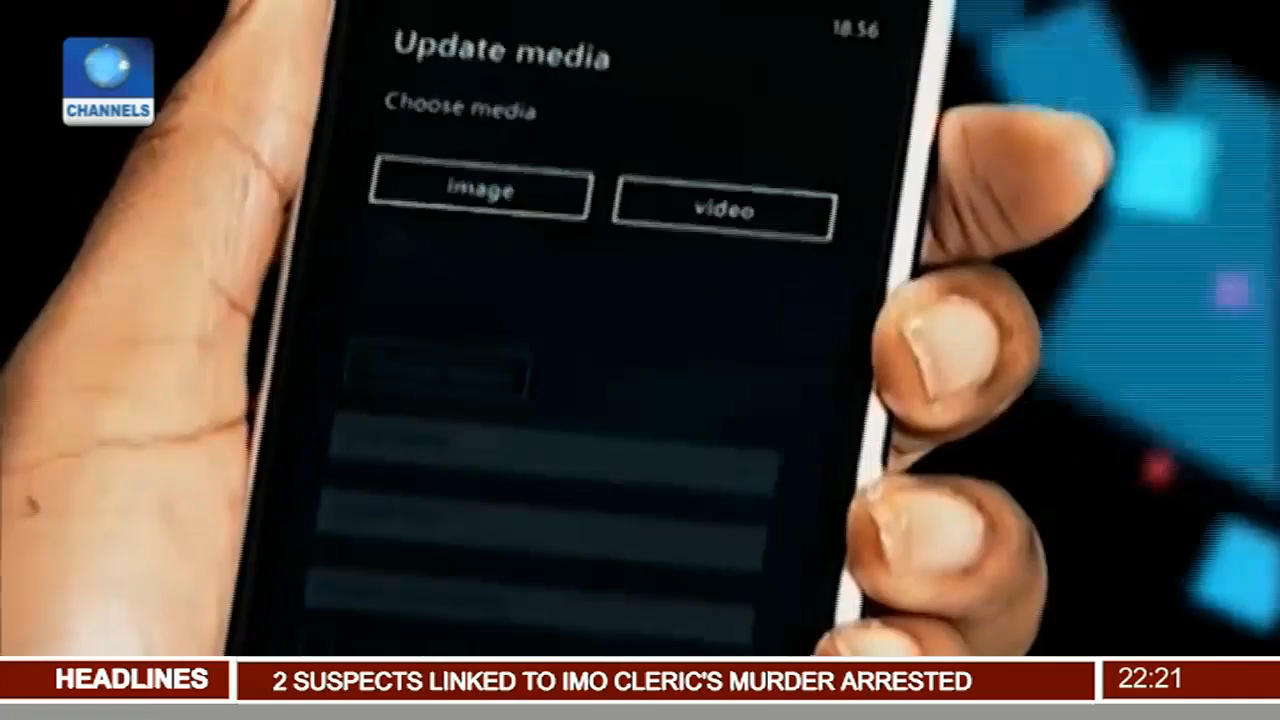 CHANNELS
18.56
Update media
Choose media
image
video
HEADLINES
2 SUSPECTS LINKED TO IMO CLERIC'S MURDER ARRESTED
22:21